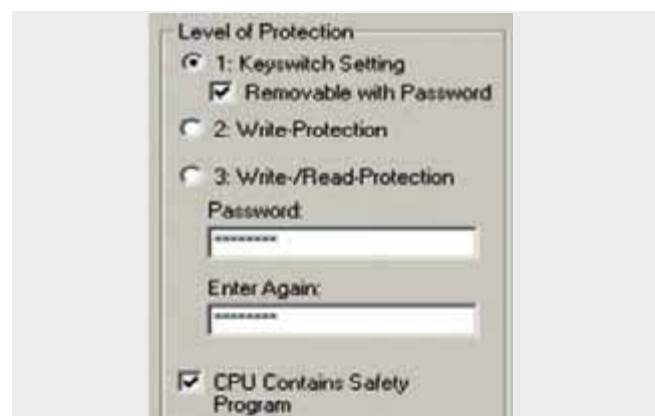 Level of Protection
1: Keyswitch Setting
Removable with Password
2: Write-Protection
3: Write-/Read-Protection
Password:
********
Enter Again:
********
CPU Contains Safety
Program